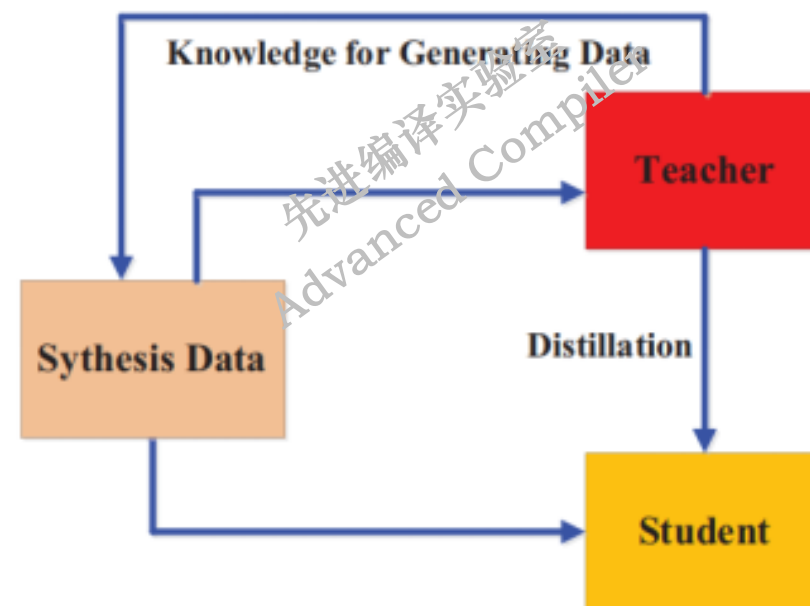 Knowledge for Generating Data
先进编译实验室
Advanced Compiler
Teacher
Sythesis Data
Distillation
Student